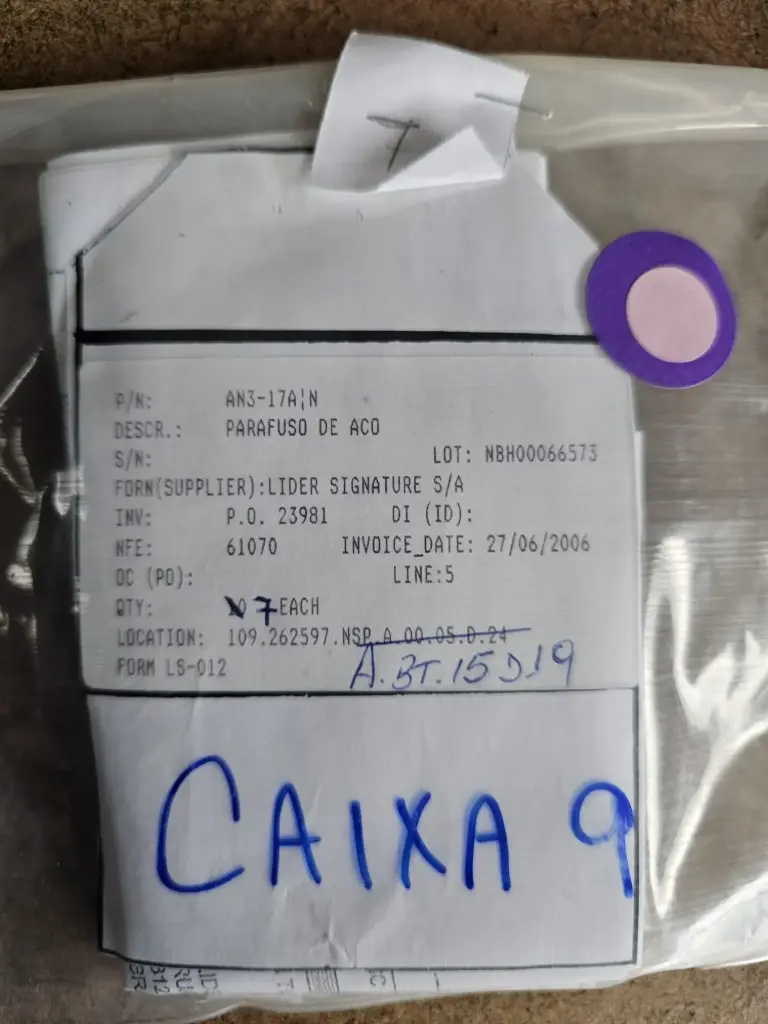 T
P/N: AN3-17A¦N
DESCR.: PARAFUSO DE ACO
S/N: LOT: NBH00066573
FORN(SUPPLIER):LIDER SIGNATURE S/A
INV: P.O. 23981 DI (ID):
NFE: 61070 INVOICE_DATE: 27/06/2006
OC (PO): LINE:5
QTY: 7 EACH
LOCATION: 109.262597.NSP.A.00.05.D.24
A.BT.15D19
FORM LS-012
CAIXA 9